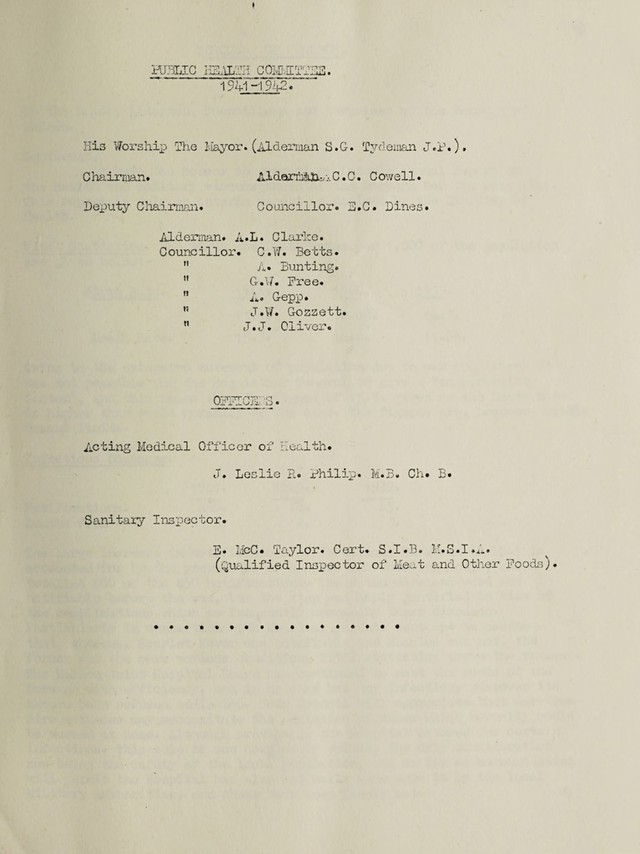 PUBLIC HEALTH COMMITTEE.
1941-1942.
His Worship The Mayor. (Alderman S.G. Tydeman J.P.).
Chairman. Alderman. C.C. Cowell.
Deputy Chairman. Councillor. E.C. Dines.
Alderman. A.L. Clarke.
Councillor. C.W. Betts.
" A. Bunting.
" G.W. Free.
" A. Gepp.
" J.W. Gozzett.
" J.J. Oliver.
OFFICERS.
Acting Medical Officer of Health.
J. Leslie R. Philip. M.B. Ch. B.
Sanitary Inspector.
E. McC. Taylor. Cert. S.I.B. M.S.I.A.
(Qualified Inspector of Meat and Other Foods).
. . . . . . . . . . . . . . . . .